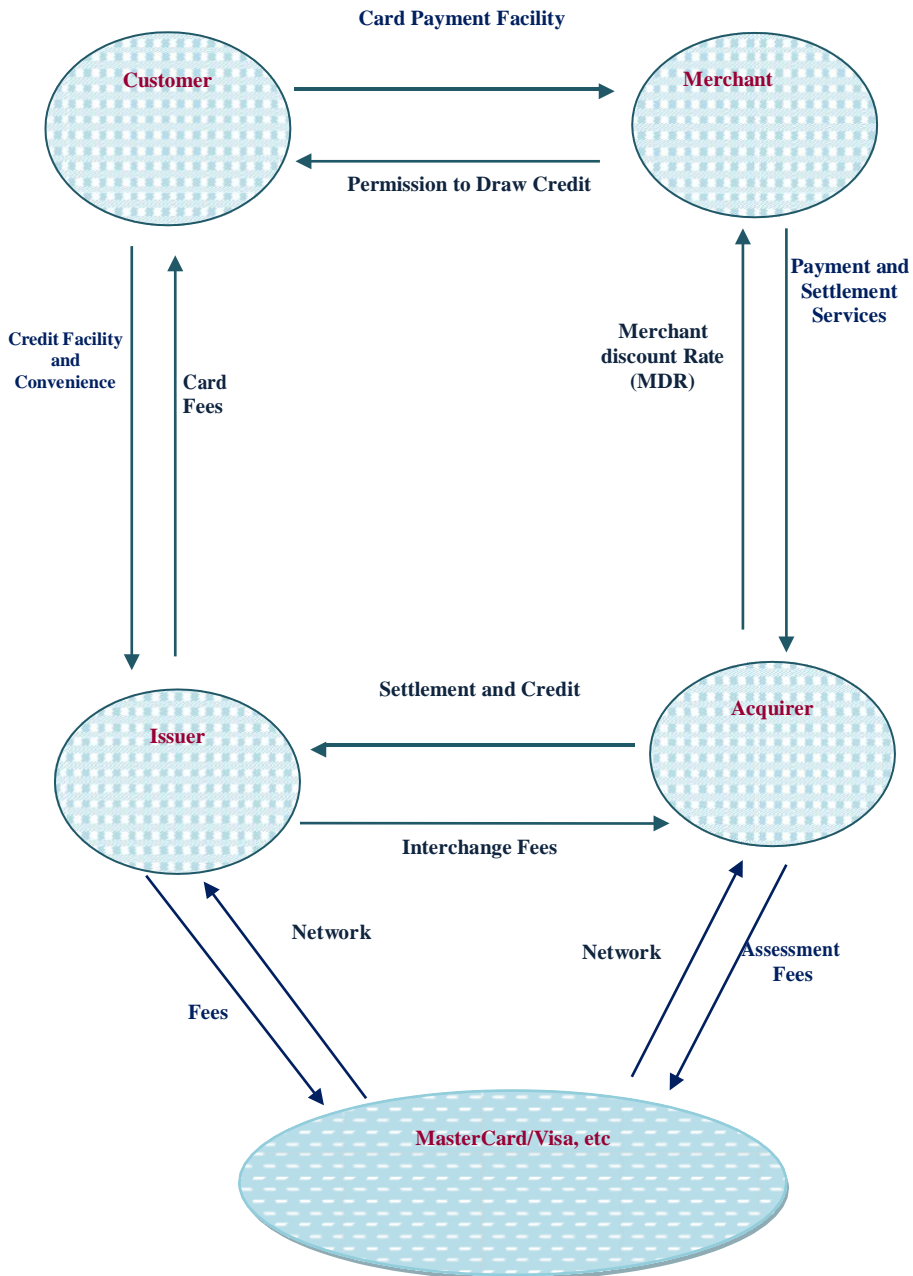 Card Payment Facility
Customer
Merchant
Permission to Draw Credit
Payment and
Settlement
Services
Credit Facility
and
Convenience
Card
Fees
Merchant
discount Rate
(MDR)
Settlement and Credit
Issuer
Acquirer
Interchange Fees
Network
Network
Assessment
Fees
Fees
MasterCard/Visa, etc